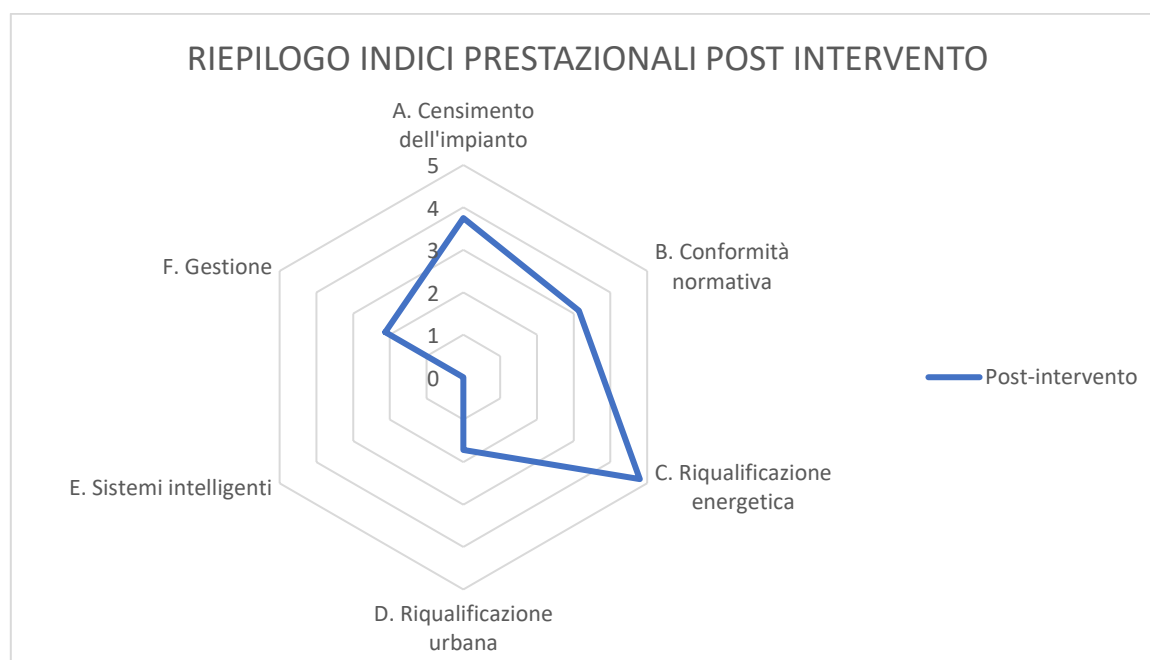 RIEPILOGO INDICI PRESTAZIONALI POST INTERVENTO
A. Censimento
dell'impianto
5
4
3
2
1
0
B. Conformità
normativa
C. Riqualificazione
energetica
D. Riqualificazione
urbana
E. Sistemi intelligenti
F. Gestione
Post-intervento